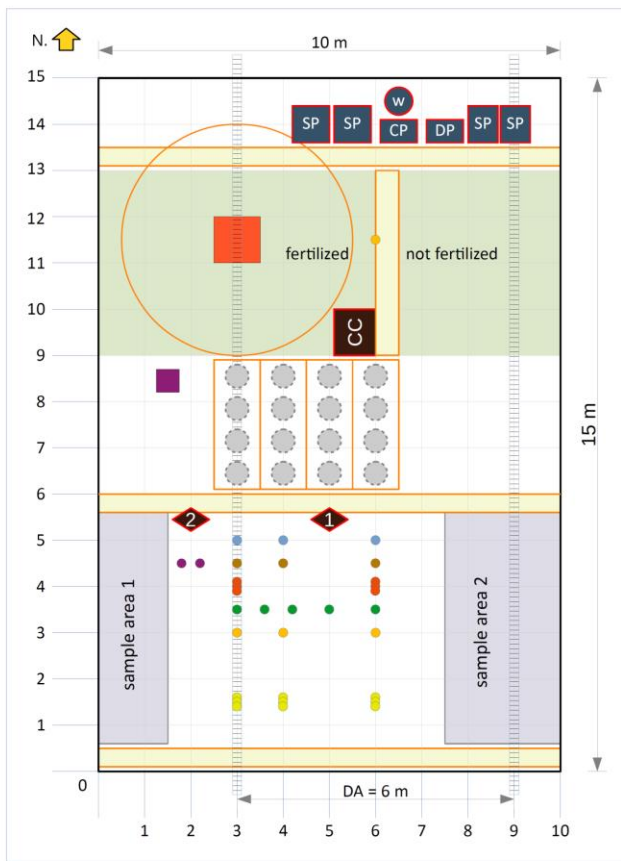 N.
10 m
15
14
13
12
11
10
9
8
7
6
5
4
3
2
1
0
SP
SP
W
CP
DP
SP
SP
fertilized
not fertilized
CC
15 m
2
1
sample area 1
sample area 2
DA = 6 m
1 2 3 4 5 6 7 8 9 10